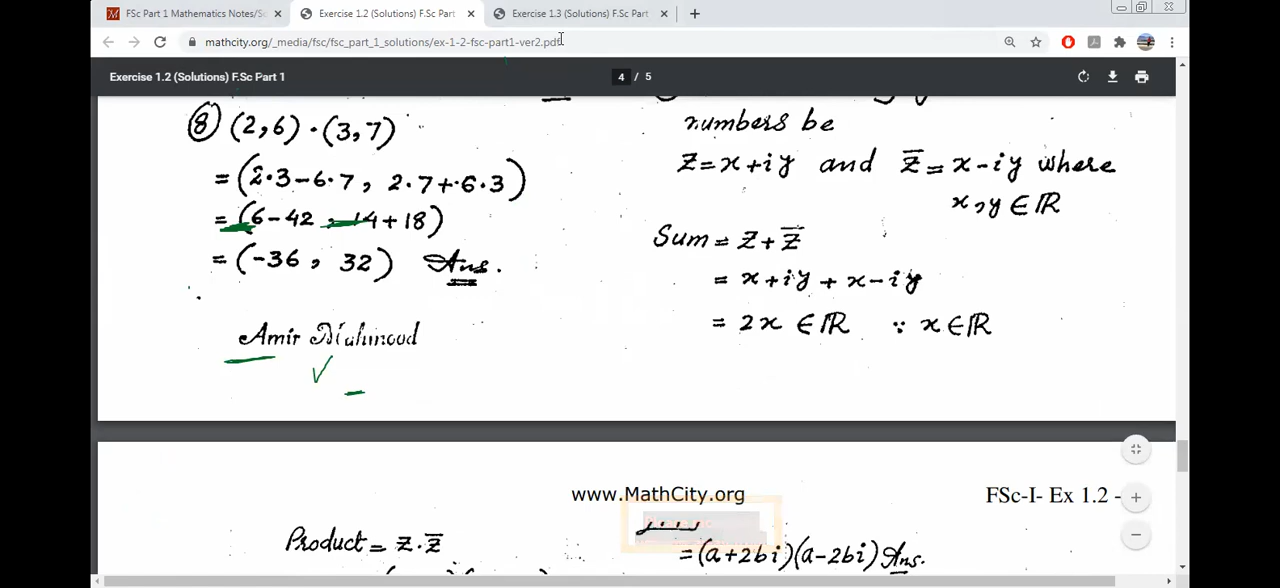 FSc Part 1 Mathematics Notes/So
Exercise 1.2 (Solutions) F.Sc Part
Exercise 1.3 (Solutions) F.Sc Part
mathcity.org/_media/fsc/fsc_part_1_solutions/ex-1-2-fsc-part1-ver2.pdf
Exercise 1.2 (Solutions) F.Sc Part 1
4 / 5
⑧ (2,6) · (3,7)
= (2·3-6·7, 2·7+6·3)
= (6-42, 14+18)
= (-36, 32) Ans.
Amir Mahmood
numbers be
z = x+iy and z̅ = x-iy where
x,y ∈ ℝ
Sum = z + z̅
= x+iy + x-iy
= 2x ∈ ℝ ∵ x ∈ ℝ
www.MathCity.org
FSc-I- Ex 1.2 -
Product = z·z̅
= (a+2bi)(a-2bi) Ans.